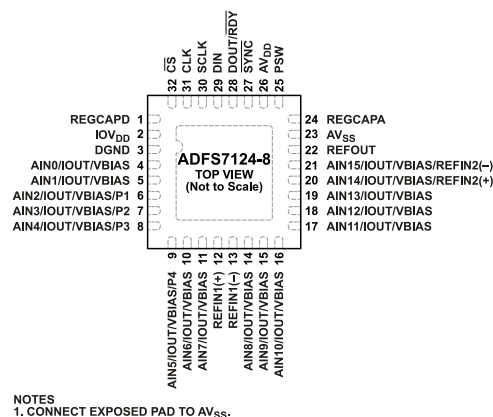 32 CS
31 CLK
30 SCLK
29 DIN
28 DOUT/RDY
27 SYNC
26 AVDD
25 PSW
REGCAPD 1
IOVDD 2
DGND 3
AIN0/IOUT/VBIAS 4
AIN1/IOUT/VBIAS 5
AIN2/IOUT/VBIAS/P1 6
AIN3/IOUT/VBIAS/P2 7
AIN4/IOUT/VBIAS/P3 8
ADFS7124-8
TOP VIEW
(Not to Scale)
24 REGCAPA
23 AVSS
22 REFOUT
21 AIN15/IOUT/VBIAS/REFIN2(–)
20 AIN14/IOUT/VBIAS/REFIN2(+)
19 AIN13/IOUT/VBIAS
18 AIN12/IOUT/VBIAS
17 AIN11/IOUT/VBIAS
AIN5/IOUT/VBIAS/P4 9
AIN6/IOUT/VBIAS 10
AIN7/IOUT/VBIAS 11
REFIN1(+) 12
REFIN1(–) 13
AIN8/IOUT/VBIAS 14
AIN9/IOUT/VBIAS 15
AIN10/IOUT/VBIAS 16
NOTES
1. CONNECT EXPOSED PAD TO AVSS.